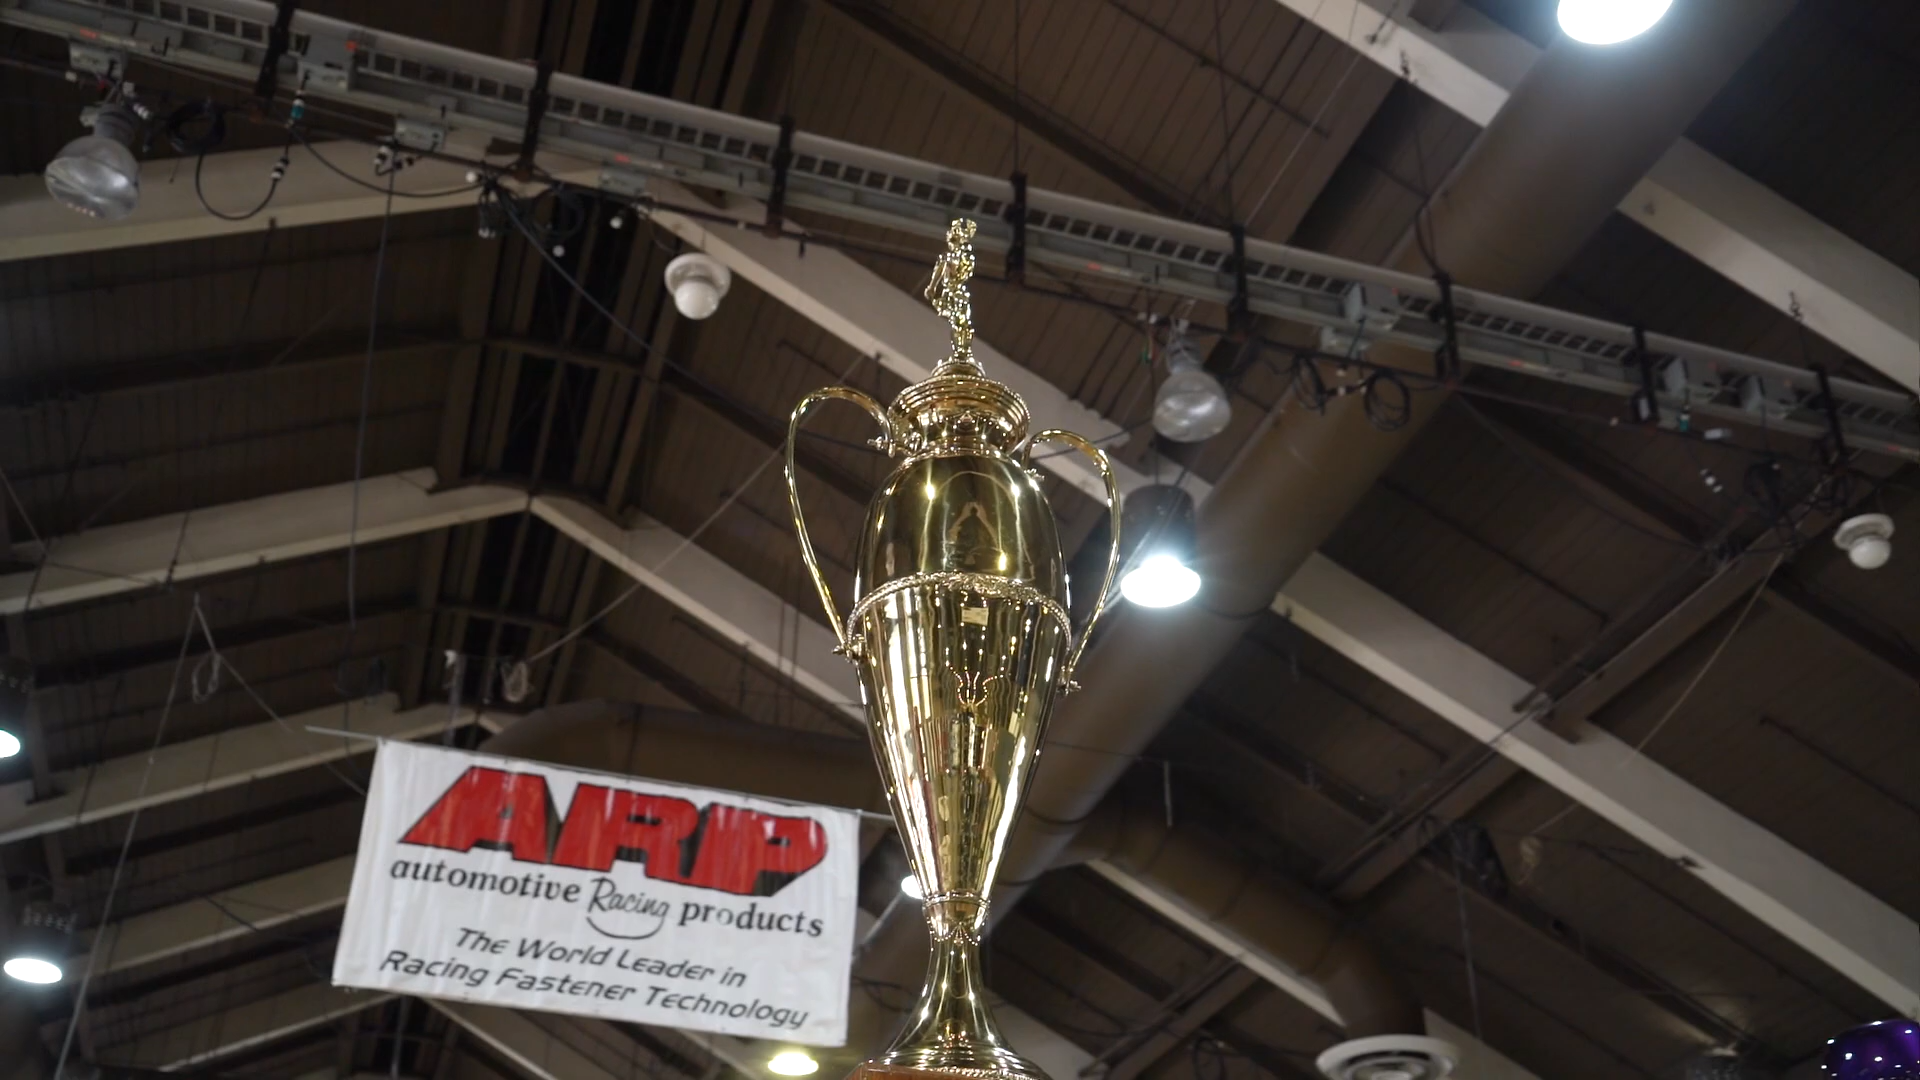 ARP
automotive Racing products
The World Leader in
Racing Fastener Technology